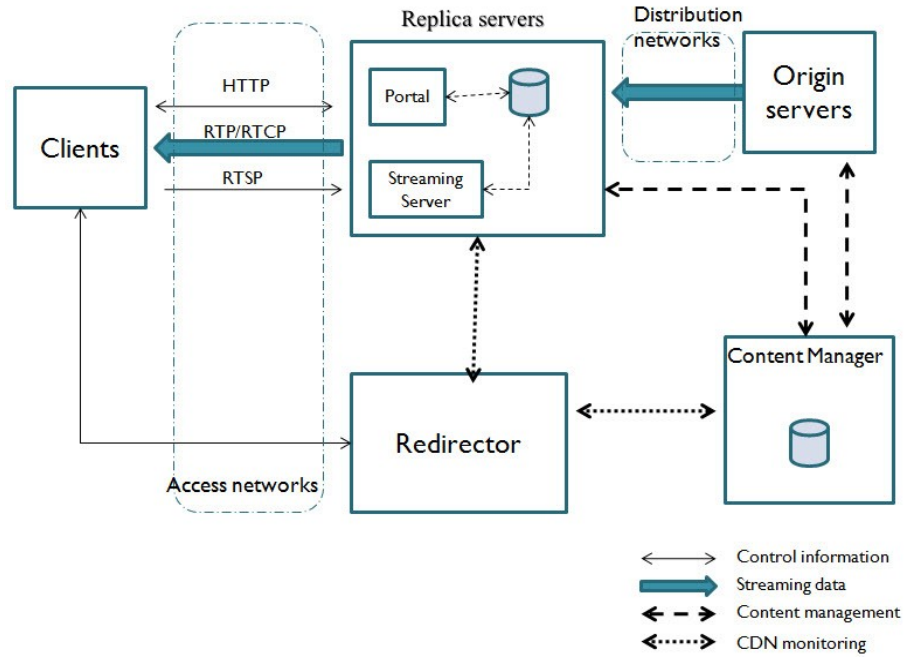 Replica servers
Distribution
networks
HTTP
Portal
Origin
servers
Clients
RTP/RTCP
RTSP
Streaming
Server
Content Manager
Redirector
Access networks
Control information
Streaming data
Content management
CDN monitoring